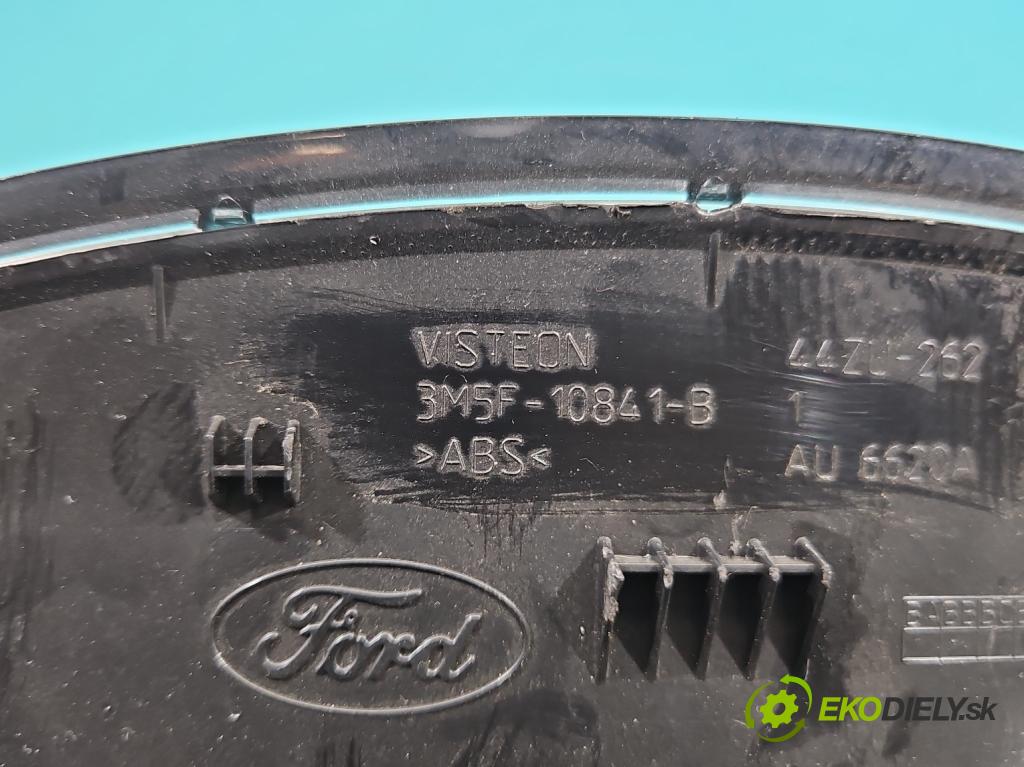 VISTEON
3M5F-10841-B
>ABS<
44ZU-262
1
AU 6620A
Ford
EKODIELY.sk